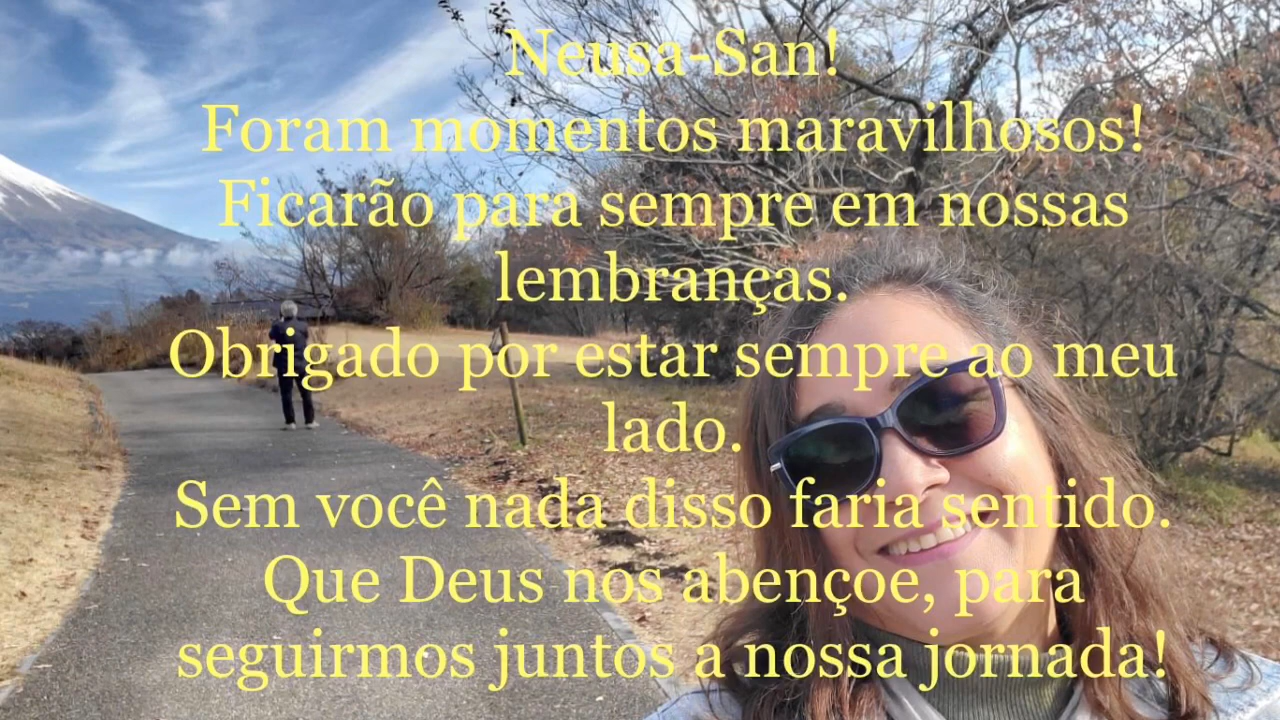 Neusa-San!
Foram momentos maravilhosos!
Ficarão para sempre em nossas
lembranças.
Obrigado por estar sempre ao meu
lado.
Sem você nada disso faria sentido.
Que Deus nos abençoe, para
seguirmos juntos a nossa jornada!